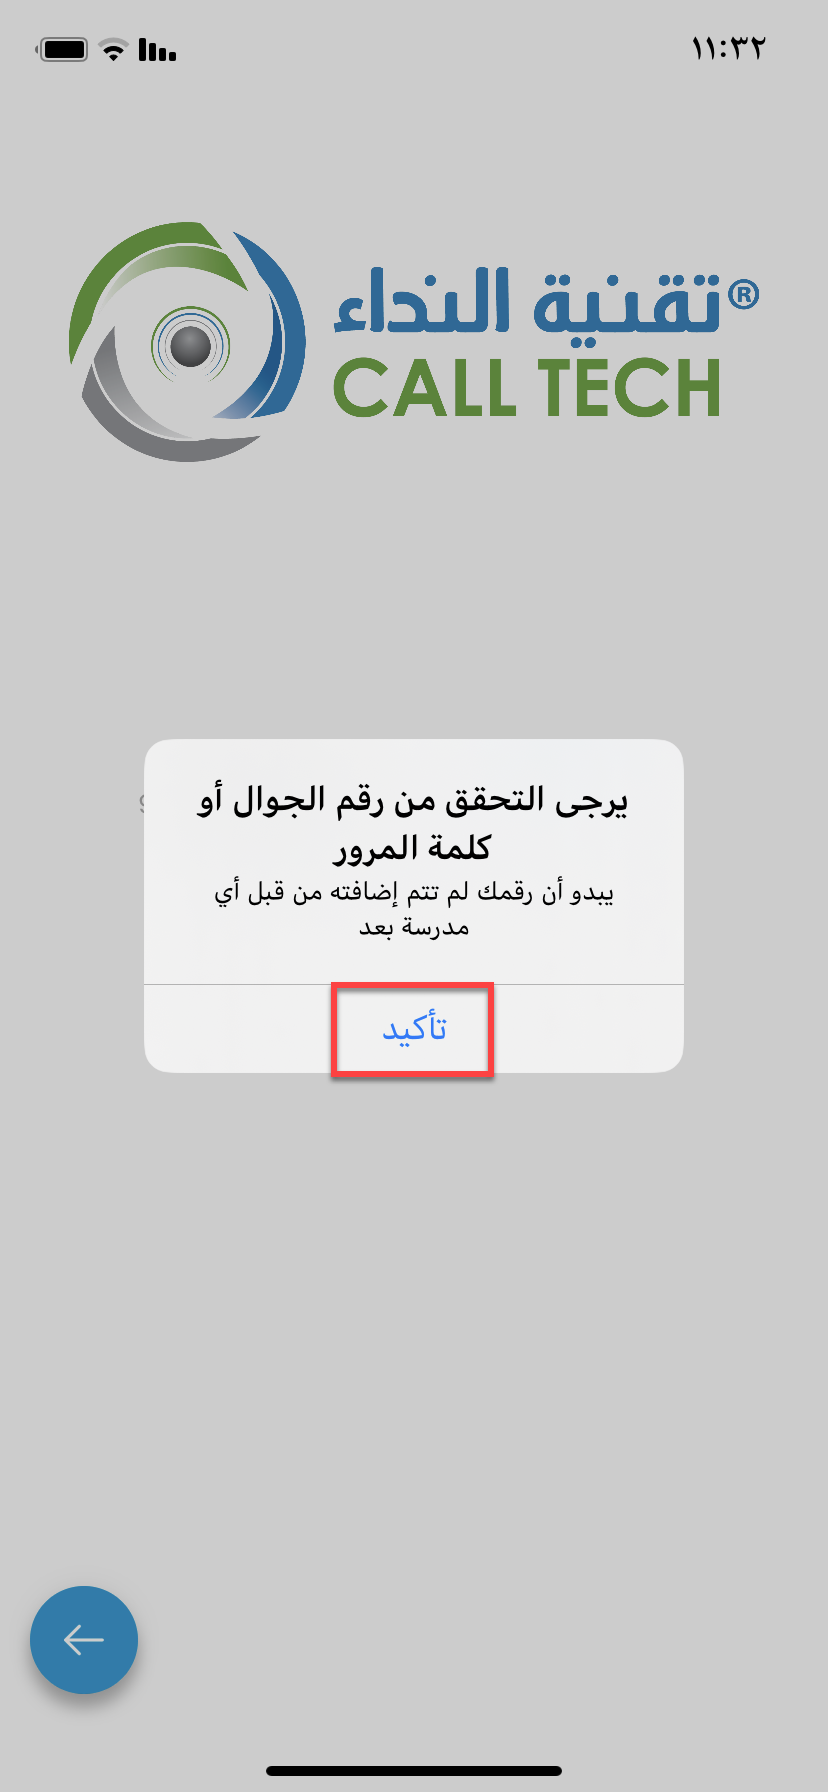 ١١:٣٢
تقنية النداء®
CALL TECH
يرجى التحقق من رقم الجوال أو
كلمة المرور
يبدو أن رقمك لم تتم إضافته من قبل أي
مدرسة بعد
تأكيد